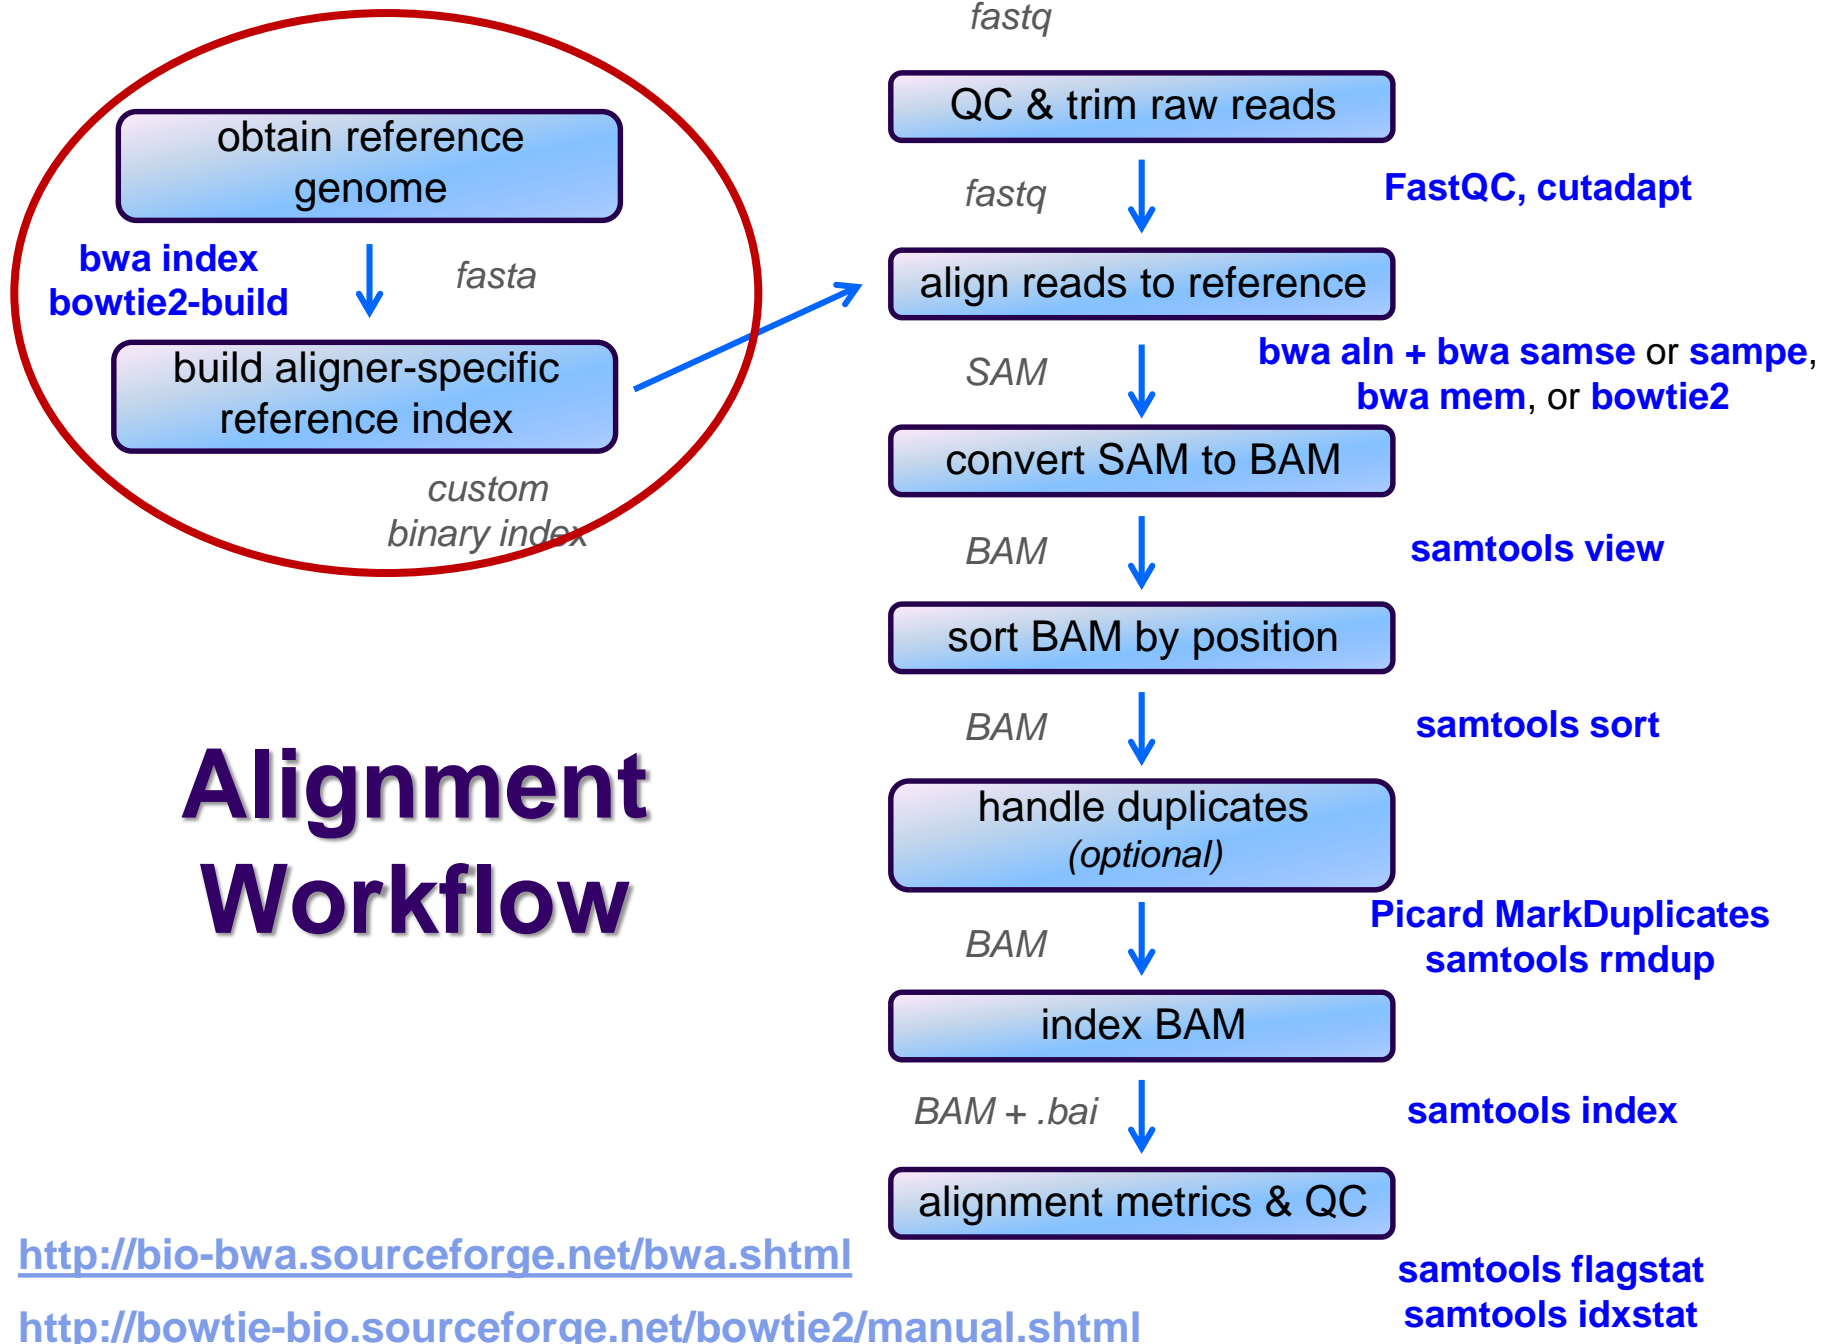 obtain reference
genome
bwa index
bowtie2-build
fasta
build aligner-specific
reference index
custom
binary index
Alignment
Workflow
fastq
QC & trim raw reads
fastq
FastQC, cutadapt
align reads to reference
SAM
bwa aln + bwa samse or sampe,
bwa mem, or bowtie2
convert SAM to BAM
BAM
samtools view
sort BAM by position
BAM
samtools sort
handle duplicates
(optional)
BAM
Picard MarkDuplicates
samtools rmdup
index BAM
BAM + .bai
samtools index
alignment metrics & QC
samtools flagstat
samtools idxstat
http://bio-bwa.sourceforge.net/bwa.shtml
http://bowtie-bio.sourceforge.net/bowtie2/manual.shtml